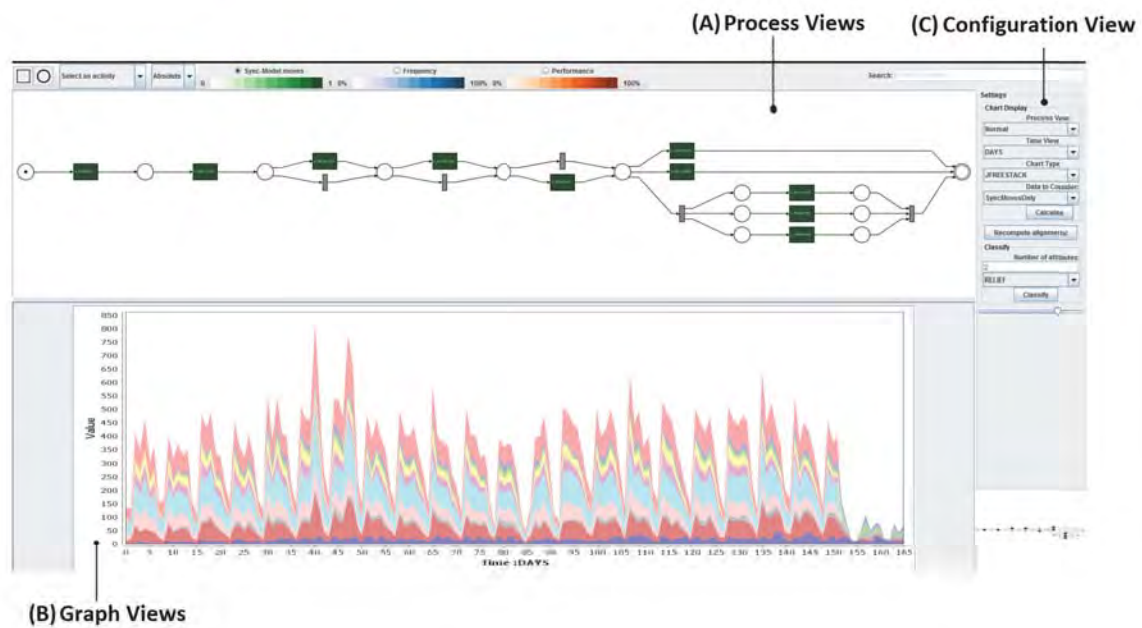 (A) Process Views
(C) Configuration View
Select an activity
Absolute
Sync-Model moves
0
1
Frequency
0%
100%
Performance
0%
100%
Search:
Settings
Chart Display
Process View:
Normal
Time View
DAYS
Chart Type
JFREESTACK
Data to Consider:
SyncMovesOnly
Calculate
Recompute alignments!
Classify
Number of attributes
2
RELIEF
Classify
Value
850
800
750
700
650
600
550
500
450
400
350
300
250
200
150
100
50
0
0 5 10 15 20 25 30 35 40 45 50 55 60 65 70 75 80 85 90 95 100 105 110 115 120 125 130 135 140 145 150 155 160 165
Time :DAYS
(B) Graph Views